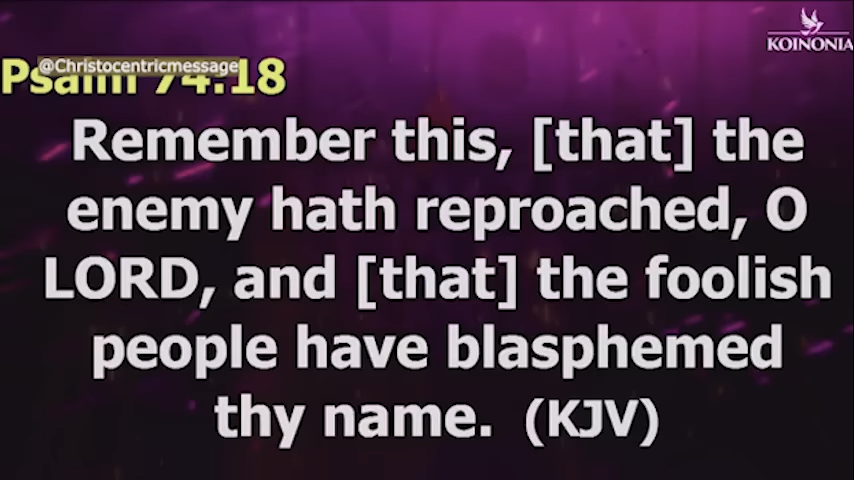 KOINONIA
@Christocentricmessage
Psalm 74:18
Remember this, [that] the
enemy hath reproached, O
LORD, and [that] the foolish
people have blasphemed
thy name. (KJV)